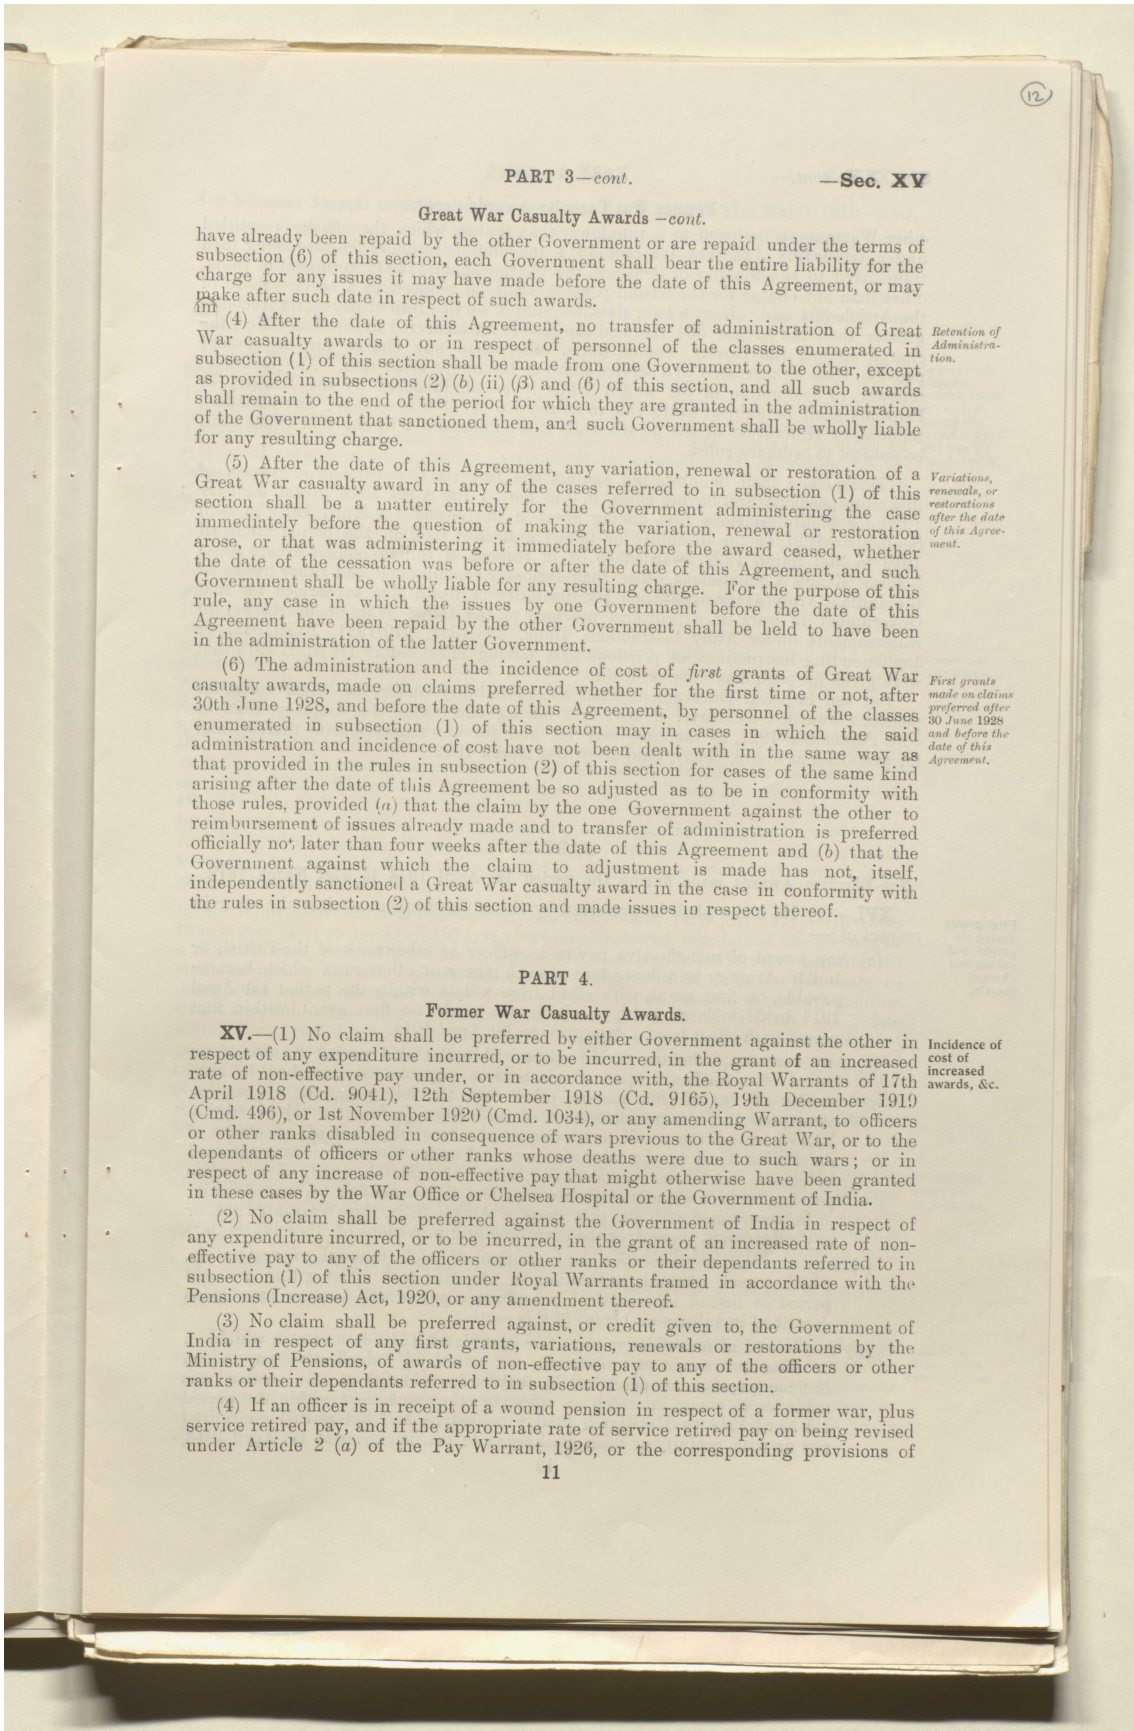 12
PART 3—cont.
—Sec. XV
Great War Casualty Awards —cont.
have already been repaid by the other Government or are repaid under the terms of
subsection (6) of this section, each Government shall bear the entire liability for the
charge for any issues it may have made before the date of this Agreement, or may
make after such date in respect of such awards.
(4) After the date of this Agreement, no transfer of administration of Great
War casualty awards to or in respect of personnel of the classes enumerated in
subsection (1) of this section shall be made from one Government to the other, except
as provided in subsections (2) (b) (ii) (β) and (6) of this section, and all such awards
shall remain to the end of the period for which they are granted in the administration
of the Government that sanctioned them, and such Government shall be wholly liable
for any resulting charge.
Retention of
Administra-
tion.
(5) After the date of this Agreement, any variation, renewal or restoration of a
Great War casualty award in any of the cases referred to in subsection (1) of this
section shall be a matter entirely for the Government administering the case
immediately before the question of making the variation, renewal or restoration
arose, or that was administering it immediately before the award ceased, whether
the date of the cessation was before or after the date of this Agreement, and such
Government shall be wholly liable for any resulting charge. For the purpose of this
rule, any case in which the issues by one Government before the date of this
Agreement have been repaid by the other Government shall be held to have been
in the administration of the latter Government.
Variations,
renewals, or
restorations
after the date
of this Agree-
ment.
(6) The administration and the incidence of cost of first grants of Great War
casualty awards, made on claims preferred whether for the first time or not, after
30th June 1928, and before the date of this Agreement, by personnel of the classes
enumerated in subsection (1) of this section may in cases in which the said
administration and incidence of cost have not been dealt with in the same way as
that provided in the rules in subsection (2) of this section for cases of the same kind
arising after the date of this Agreement be so adjusted as to be in conformity with
those rules, provided (a) that the claim by the one Government against the other to
reimbursement of issues already made and to transfer of administration is preferred
officially not later than four weeks after the date of this Agreement and (b) that the
Government against which the claim to adjustment is made has not, itself,
independently sanctioned a Great War casualty award in the case in conformity with
the rules in subsection (2) of this section and made issues in respect thereof.
First grants
made on claims
preferred after
30 June 1928
and before the
date of this
Agreement.
PART 4.
Former War Casualty Awards.
XV.—(1) No claim shall be preferred by either Government against the other in
respect of any expenditure incurred, or to be incurred, in the grant of an increased
rate of non-effective pay under, or in accordance with, the Royal Warrants of 17th
April 1918 (Cd. 9041), 12th September 1918 (Cd. 9165), 19th December 1919
(Cmd. 496), or 1st November 1920 (Cmd. 1034), or any amending Warrant, to officers
or other ranks disabled in consequence of wars previous to the Great War, or to the
dependants of officers or other ranks whose deaths were due to such wars; or in
respect of any increase of non-effective pay that might otherwise have been granted
in these cases by the War Office or Chelsea Hospital or the Government of India.
Incidence of
cost of
increased
awards, &c.
(2) No claim shall be preferred against the Government of India in respect of
any expenditure incurred, or to be incurred, in the grant of an increased rate of non-
effective pay to any of the officers or other ranks or their dependants referred to in
subsection (1) of this section under Royal Warrants framed in accordance with the
Pensions (Increase) Act, 1920, or any amendment thereof.
(3) No claim shall be preferred against, or credit given to, the Government of
India in respect of any first grants, variations, renewals or restorations by the
Ministry of Pensions, of awards of non-effective pay to any of the officers or other
ranks or their dependants referred to in subsection (1) of this section.
(4) If an officer is in receipt of a wound pension in respect of a former war, plus
service retired pay, and if the appropriate rate of service retired pay on being revised
under Article 2 (a) of the Pay Warrant, 1926, or the corresponding provisions of
11